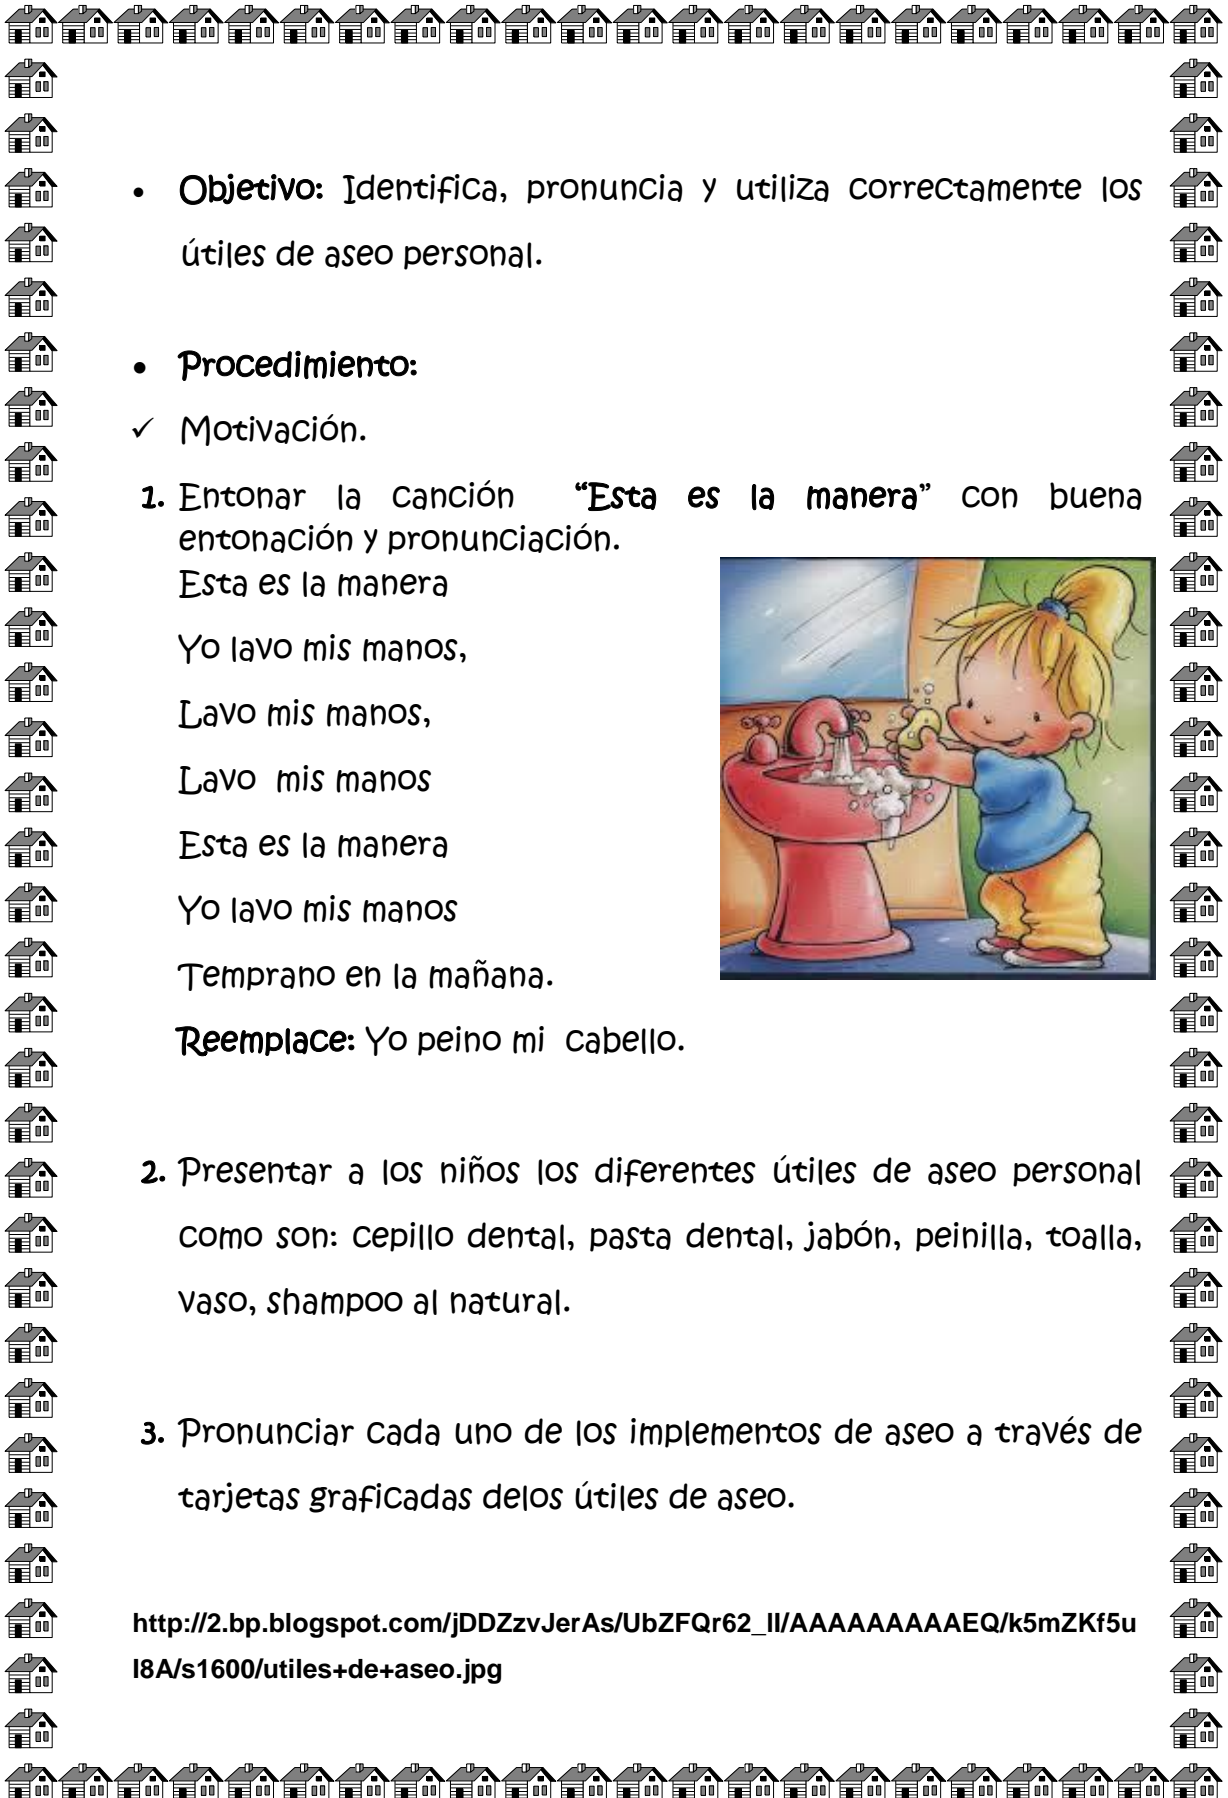 • Objetivo: Identifica, pronuncia y utiliza correctamente los
útiles de aseo personal.
• Procedimiento:
✓ Motivación.
1. Entonar la canción “Esta es la manera” con buena
entonación y pronunciación.
Esta es la manera
Yo lavo mis manos,
Lavo mis manos,
Lavo mis manos
Esta es la manera
Yo lavo mis manos
Temprano en la mañana.
Reemplace: Yo peino mi cabello.
2. Presentar a los niños los diferentes útiles de aseo personal
como son: cepillo dental, pasta dental, jabón, peinilla, toalla,
vaso, shampoo al natural.
3. Pronunciar cada uno de los implementos de aseo a través de
tarjetas graficadas delos útiles de aseo.
http://2.bp.blogspot.com/jDDZzvJerAs/UbZFQr62_lI/AAAAAAAAAEQ/k5mZKf5u
I8A/s1600/utiles+de+aseo.jpg